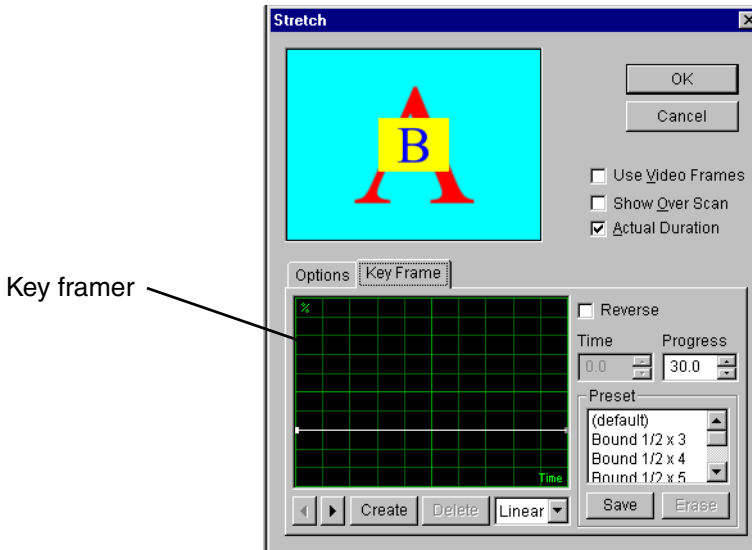 Stretch
A
B
OK
Cancel
Use Video Frames
Show Over Scan
Actual Duration
Options
Key Frame
Key framer
%
Time
Reverse
Time
Progress
0.0
30.0
Preset
(default)
Bound 1/2 x 3
Bound 1/2 x 4
Bound 1/2 x 5
Create
Delete
Linear
Save
Erase